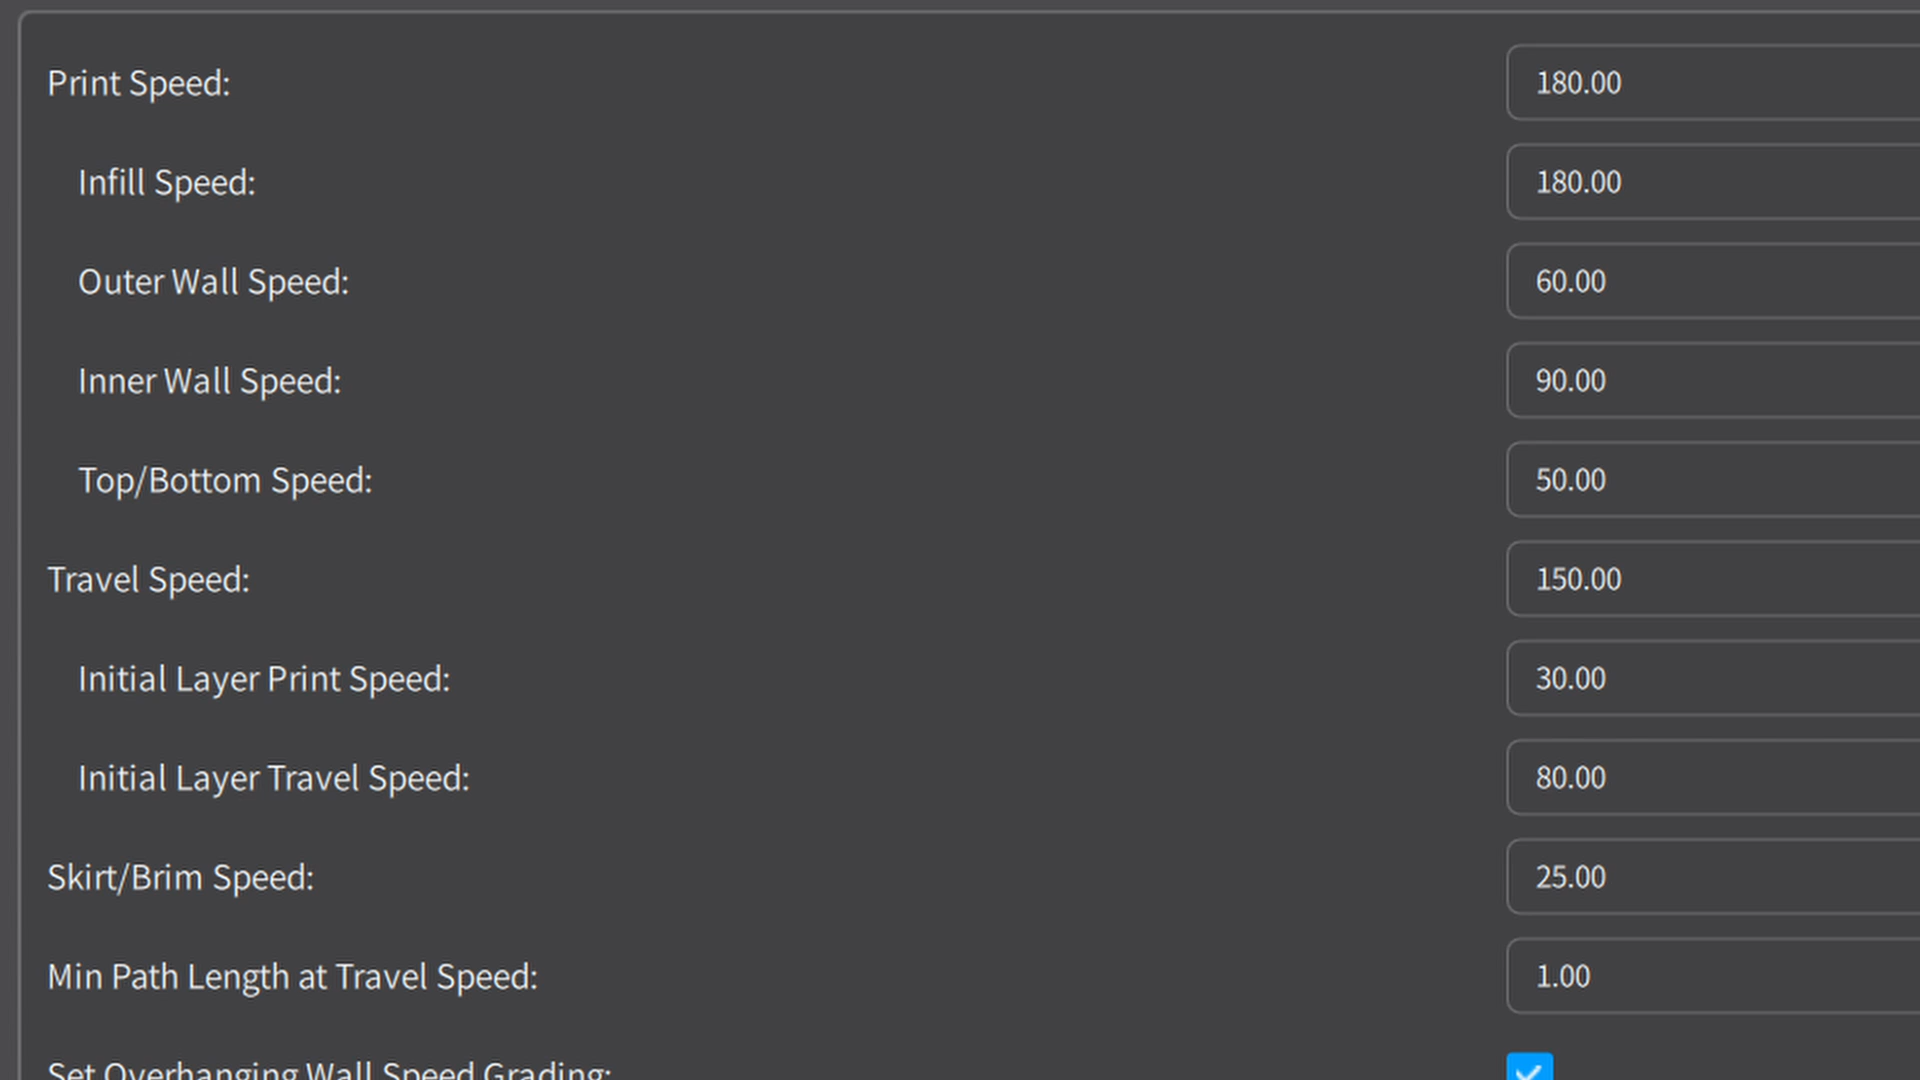 Print Speed: 180.00
Infill Speed: 180.00
Outer Wall Speed: 60.00
Inner Wall Speed: 90.00
Top/Bottom Speed: 50.00
Travel Speed: 150.00
Initial Layer Print Speed: 30.00
Initial Layer Travel Speed: 80.00
Skirt/Brim Speed: 25.00
Min Path Length at Travel Speed: 1.00
Set Overhanging Wall Speed Grading: